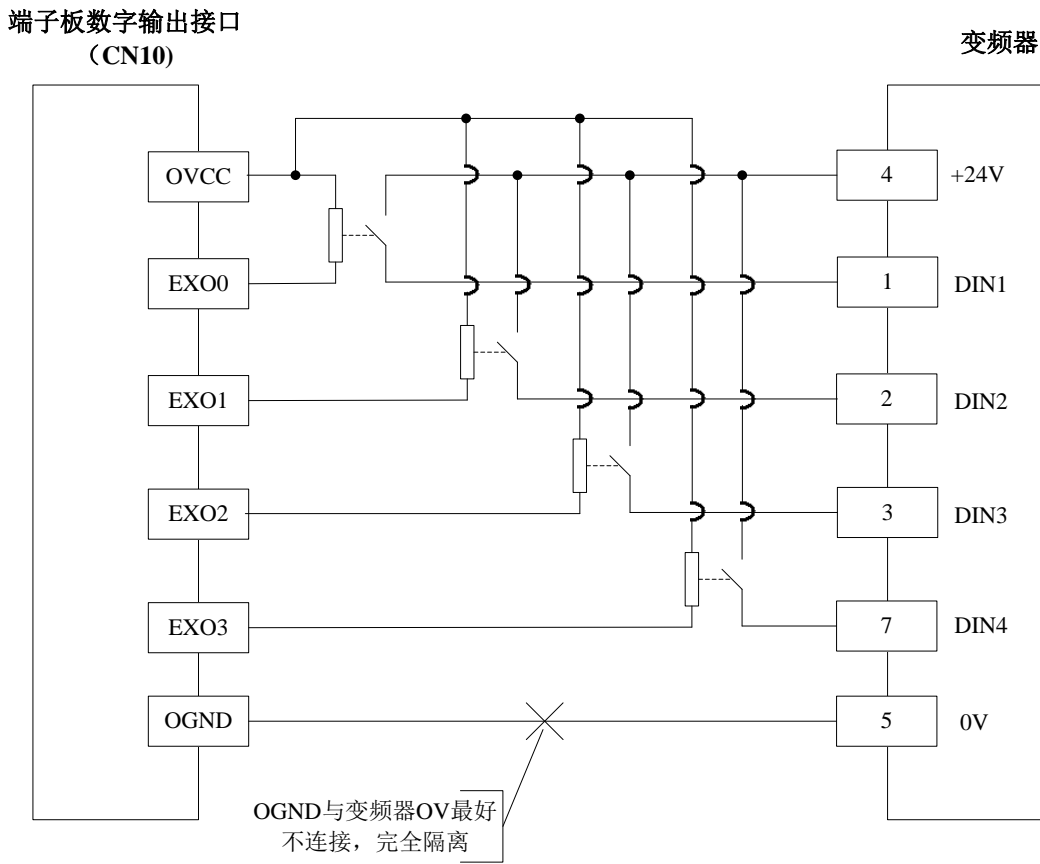 端子板数字输出接口
（CN10)
变频器
OVCC
4
+24V
EXO0
1
DIN1
EXO1
2
DIN2
EXO2
3
DIN3
EXO3
7
DIN4
OGND
5
0V
OGND与变频器OV最好
不连接，完全隔离